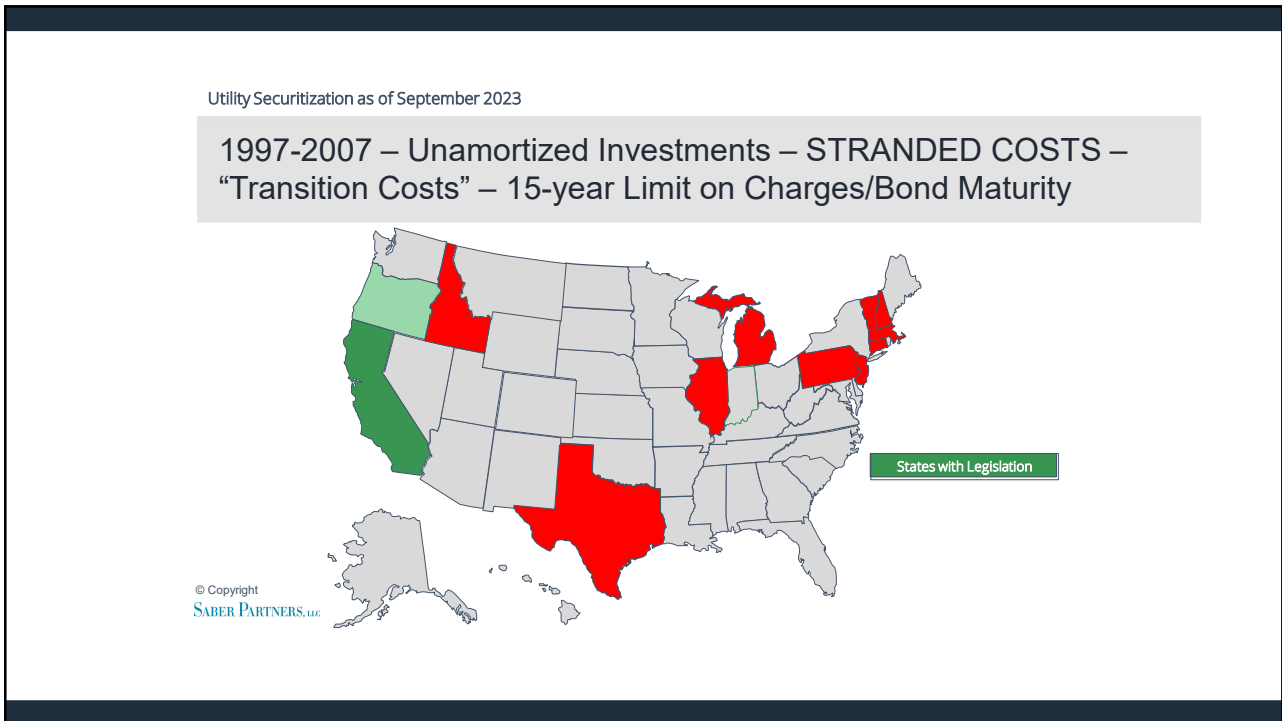 Utility Securitization as of September 2023
1997-2007 – Unamortized Investments – STRANDED COSTS –
“Transition Costs” – 15-year Limit on Charges/Bond Maturity
States with Legislation
© Copyright
SABER PARTNERS, LLC